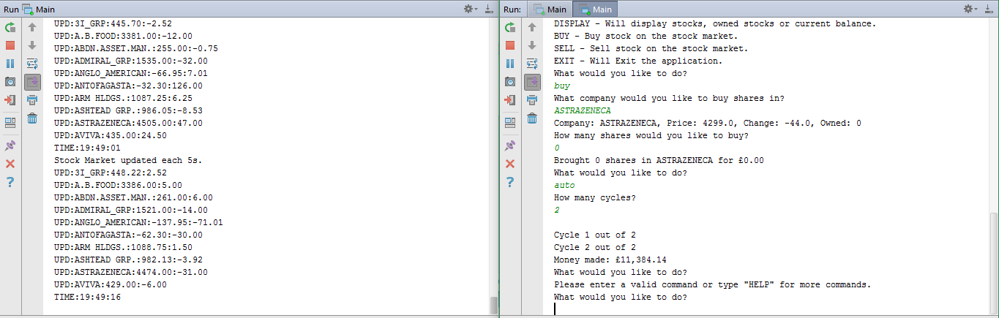 Run Main
UPD:3I_GRP:445.70:-2.52
UPD:A.B.FOOD:3381.00:-12.00
UPD:ABDN.ASSET.MAN.:255.00:-0.75
UPD:ADMIRAL_GRP:1535.00:-32.00
UPD:ANGLO_AMERICAN:-66.95:7.01
UPD:ANTOFAGASTA:-32.30:126.00
UPD:ARM HLDGS.:1087.25:6.25
UPD:ASHTEAD GRP.:986.05:-8.53
UPD:ASTRAZENECA:4505.00:47.00
UPD:AVIVA:435.00:24.50
TIME:19:49:01
Stock Market updated each 5s.
UPD:3I_GRP:448.22:2.52
UPD:A.B.FOOD:3386.00:5.00
UPD:ABDN.ASSET.MAN.:261.00:6.00
UPD:ADMIRAL_GRP:1521.00:-14.00
UPD:ANGLO_AMERICAN:-137.95:-71.01
UPD:ANTOFAGASTA:-62.30:-30.00
UPD:ARM HLDGS.:1088.75:1.50
UPD:ASHTEAD GRP.:982.13:-3.92
UPD:ASTRAZENECA:4474.00:-31.00
UPD:AVIVA:429.00:-6.00
TIME:19:49:16
Run: Main Main
DISPLAY - Will display stocks, owned stocks or current balance.
BUY - Buy stock on the stock market.
SELL - Sell stock on the stock market.
EXIT - Will Exit the application.
What would you like to do?
buy
What company would you like to buy shares in?
ASTRAZENECA
Company: ASTRAZENECA, Price: 4299.0, Change: -44.0, Owned: 0
How many shares would you like to buy?
0
Brought 0 shares in ASTRAZENECA for £0.00
What would you like to do?
auto
How many cycles?
2
Cycle 1 out of 2
Cycle 2 out of 2
Money made: £11,384.14
What would you like to do?
Please enter a valid command or type "HELP" for more commands.
What would you like to do?